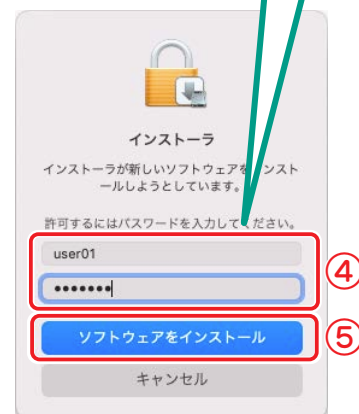 インストーラ
インストーラが新しいソフトウェアをインスト
ールしようとしています。
許可するにはパスワードを入力してください。
user01
•••••••
④
ソフトウェアをインストール
⑤
キャンセル